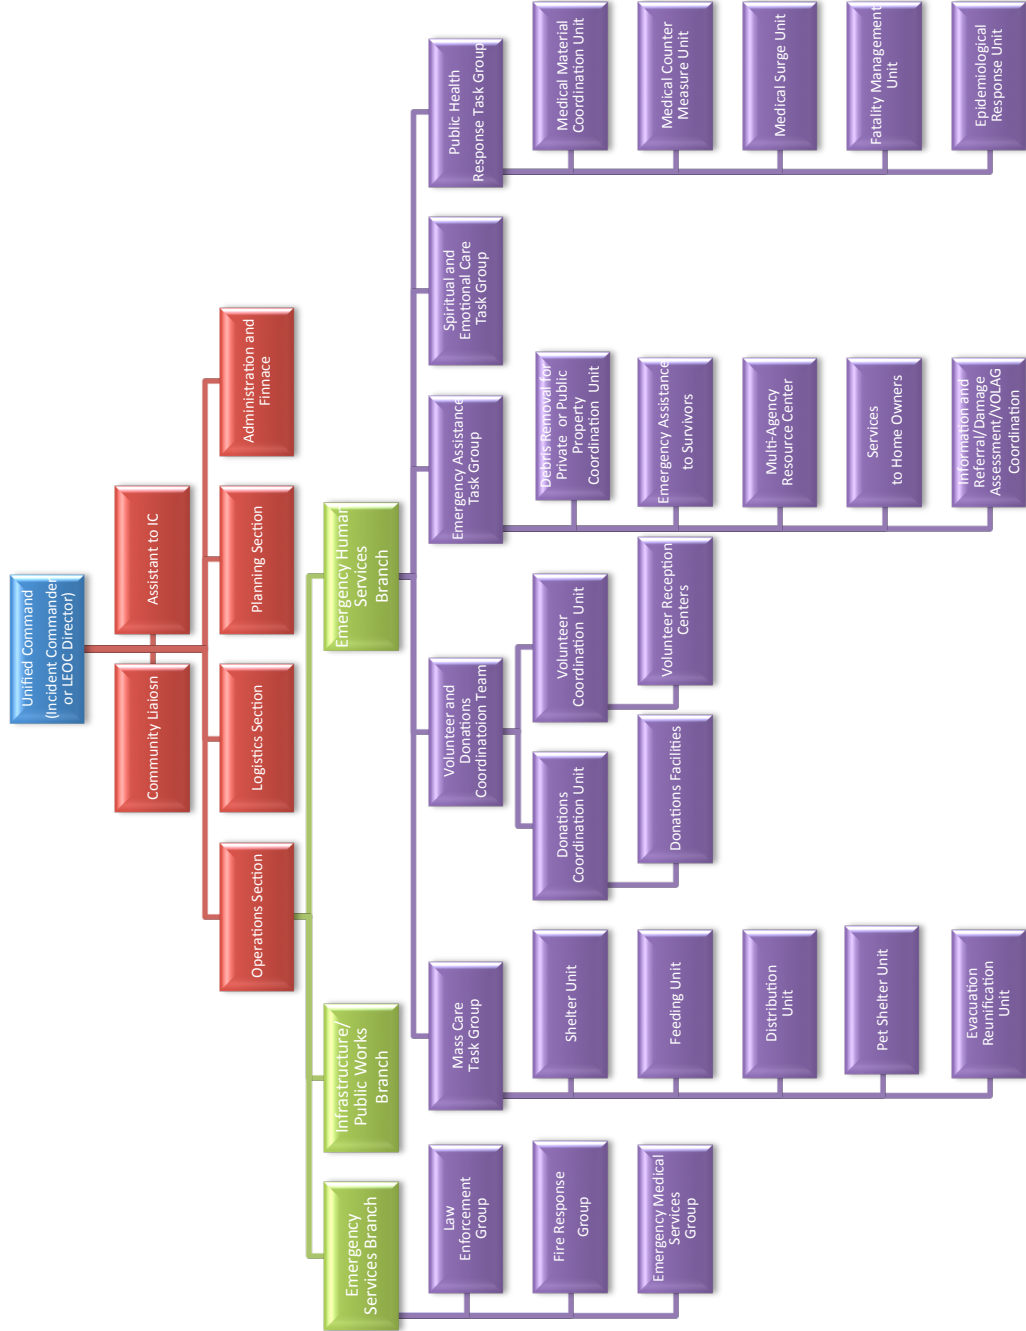 Unified Command
(Incident Commander
or LEOC Director)
Community Liaiosn
Assistant to IC
Operations Section
Logistics Section
Planning Section
Administration and
Finnace
Emergency
Services Branch
Infrastructure/
Public Works
Branch
Emergency Human
Services
Branch
Law
Enforcement
Group
Fire Response
Group
Emergency Medical
Services
Group
Mass Care
Task Group
Shelter Unit
Feeding Unit
Distribution
Unit
Pet Shelter Unit
Evacuation
Reunification
Unit
Volunteer and
Donations
Coordinatoion Team
Donations
Coordination Unit
Donations Facilities
Volunteer
Coordination Unit
Volunteer Reception
Centers
Emergency Assistance
Task Group
Debris Removal for
Private or Public
Property
Coordination Unit
Emergency Assistance
to Survivors
Multi-Agency
Resource Center
Services
to Home Owners
Information and
Referral/Damage
Assessment/VOLAG
Coordination
Spiritual and
Emotional Care
Task Group
Public Health
Response Task Group
Medical Material
Coordination Unit
Medical Counter
Measure Unit
Medical Surge Unit
Fatality Management
Unit
Epidemiological
Response Unit